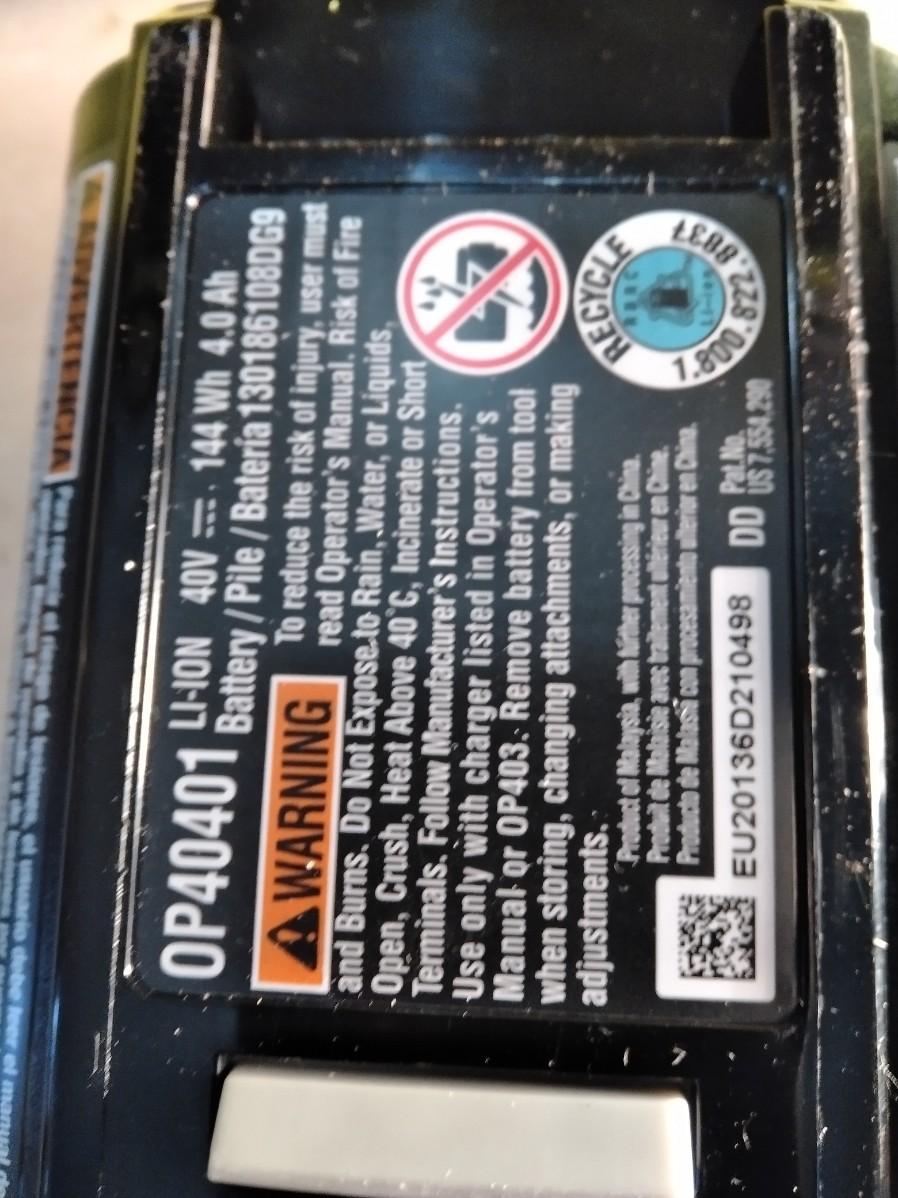 OP40401 LI-ION 40V 144 Wh 4.0 Ah
Battery / Pile / Batería 130186108DG9
WARNING
To reduce the risk of injury, user must
read Operator's Manual. Risk of Fire
and Burns. Do Not Expose to Rain, Water, or Liquids,
Open, Crush, Heat Above 40°C, Incinerate or Short
Terminals. Follow Manufacturer's Instructions.
Use only with charger listed in Operator's
Manual or OP403. Remove battery from tool
when storing, changing attachments, or making
adjustments.
RECYCLE
RBRC
Li-ion
1.800.822.8837
Product of Malaysia, with further processing in China.
Produit de Malaisie avec traitement ultérieur en Chine.
Producto de Malasia con procesamiento ulterior en China.
EU20136D210498
DD
Pat.No.
US 7,554,290